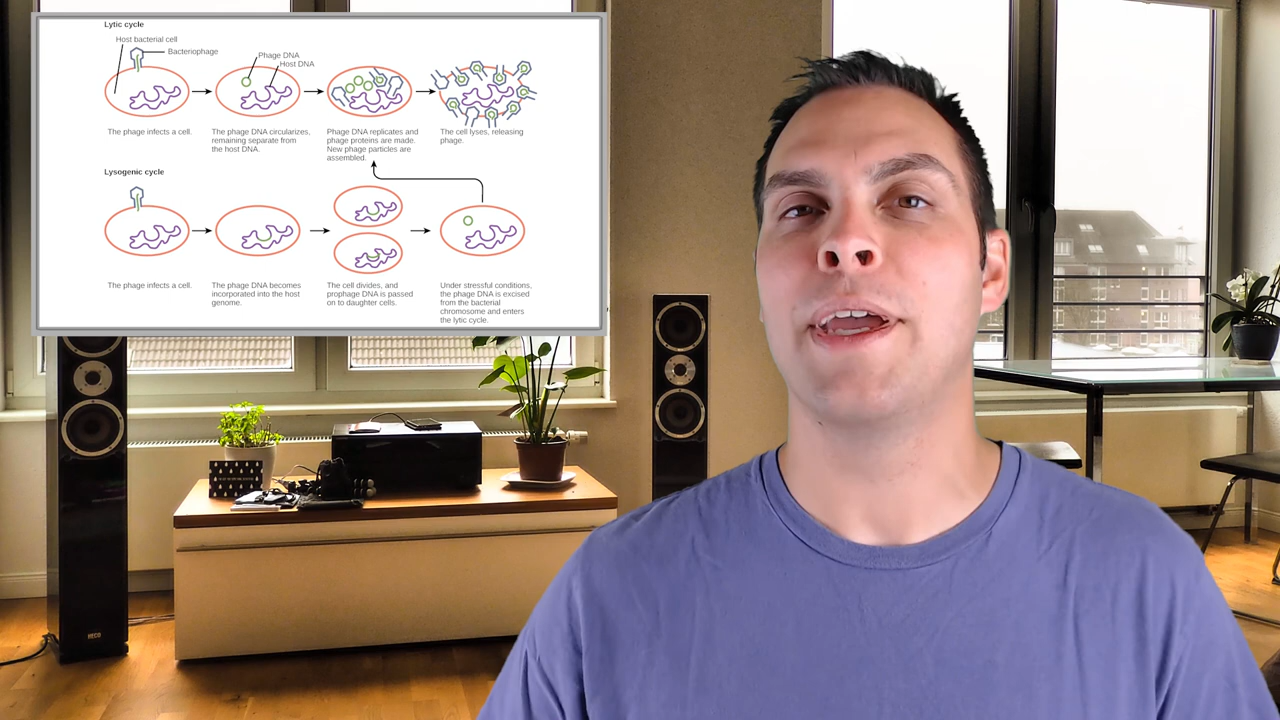 Lytic cycle
Host bacterial cell
Bacteriophage
Phage DNA
Host DNA
The phage infects a cell.
The phage DNA circularizes,
remaining separate from
the host DNA.
Phage DNA replicates and
phage proteins are made.
New phage particles are
assembled.
The cell lyses, releasing
phage.
Lysogenic cycle
The phage infects a cell.
The phage DNA becomes
incorporated into the host
genome.
The cell divides, and
prophage DNA is passed
on to daughter cells.
Under stressful conditions,
the phage DNA is excised
from the bacterial
chromosome and enters
the lytic cycle.
HECO